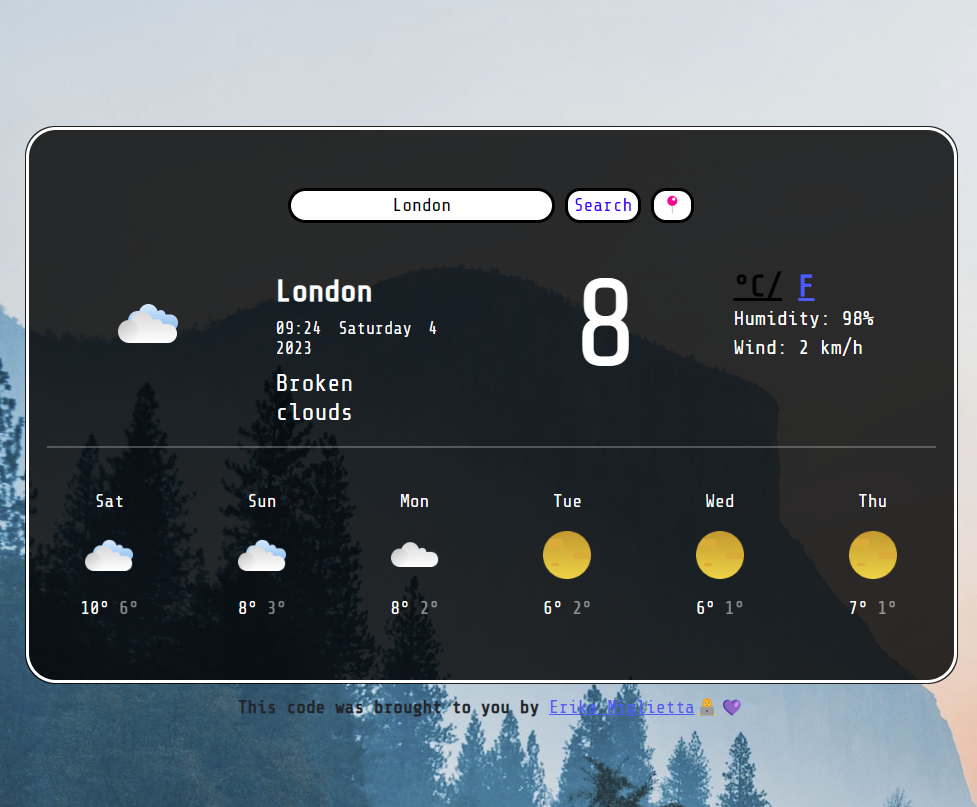 London Search
London
09:24 Saturday 4
2023
Broken
clouds
8
°C/ F
Humidity: 98%
Wind: 2 km/h
Sat Sun Mon Tue Wed Thu
10° 6° 8° 3° 8° 2° 6° 2° 6° 1° 7° 1°
This code was brought to you by Erika Miglietta